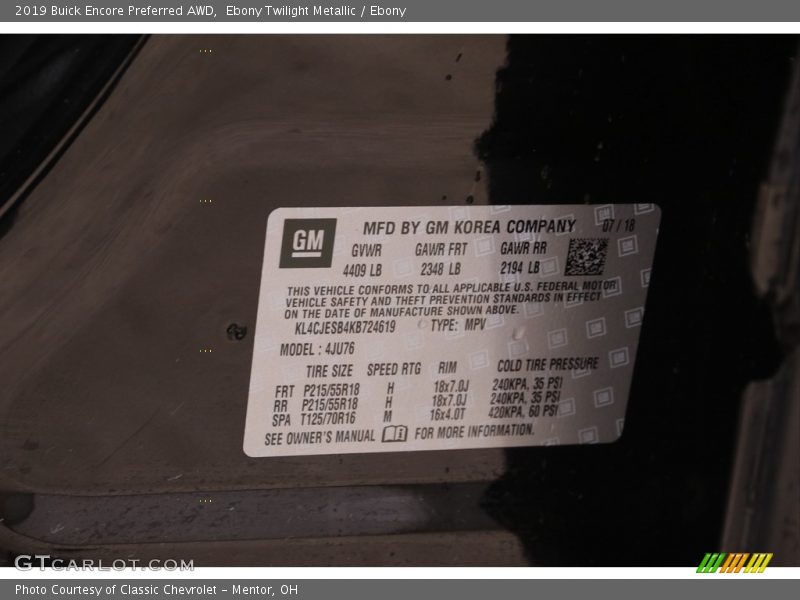 2019 Buick Encore Preferred AWD,  Ebony Twilight Metallic / Ebony
GM
MFD BY GM KOREA COMPANY 07 / 18
GVWR GAWR FRT GAWR RR
4409 LB 2348 LB 2194 LB
THIS VEHICLE CONFORMS TO ALL APPLICABLE U.S. FEDERAL MOTOR
VEHICLE SAFETY AND THEFT PREVENTION STANDARDS IN EFFECT
ON THE DATE OF MANUFACTURE SHOWN ABOVE.
KL4CJESB4KB724619 TYPE: MPV
MODEL : 4JU76
TIRE SIZE SPEED RTG RIM COLD TIRE PRESSURE
FRT P215/55R18 H 18x7.0J 240KPA, 35 PSI
RR P215/55R18 H 18x7.0J 240KPA, 35 PSI
SPA T125/70R16 M 16x4.0T 420KPA, 60 PSI
SEE OWNER'S MANUAL FOR MORE INFORMATION.
GTCARLOT.COM
Photo Courtesy of Classic Chevrolet - Mentor, OH